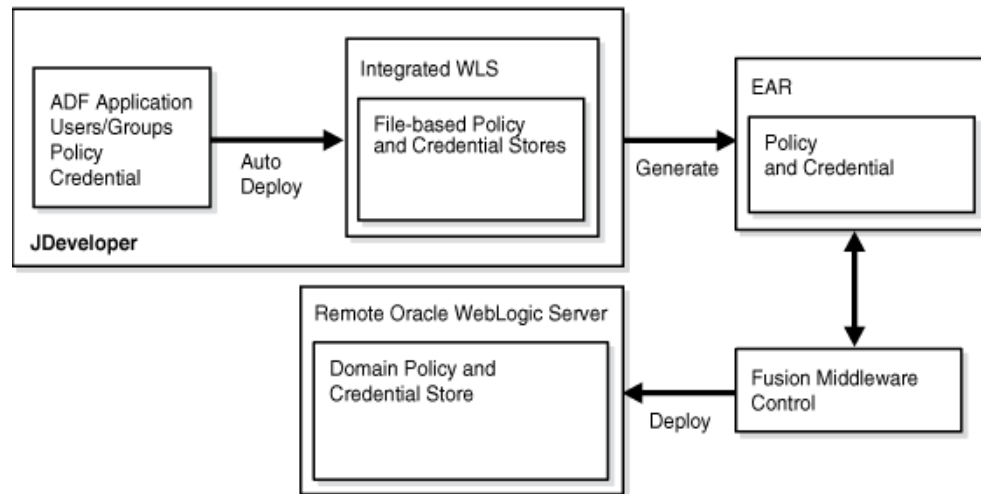 ADF Application
Users/Groups
Policy
Credential
Auto
Deploy
Integrated WLS
File-based Policy
and Credential Stores
JDeveloper
Generate
EAR
Policy
and Credential
Remote Oracle WebLogic Server
Domain Policy and
Credential Store
Deploy
Fusion Middleware
Control